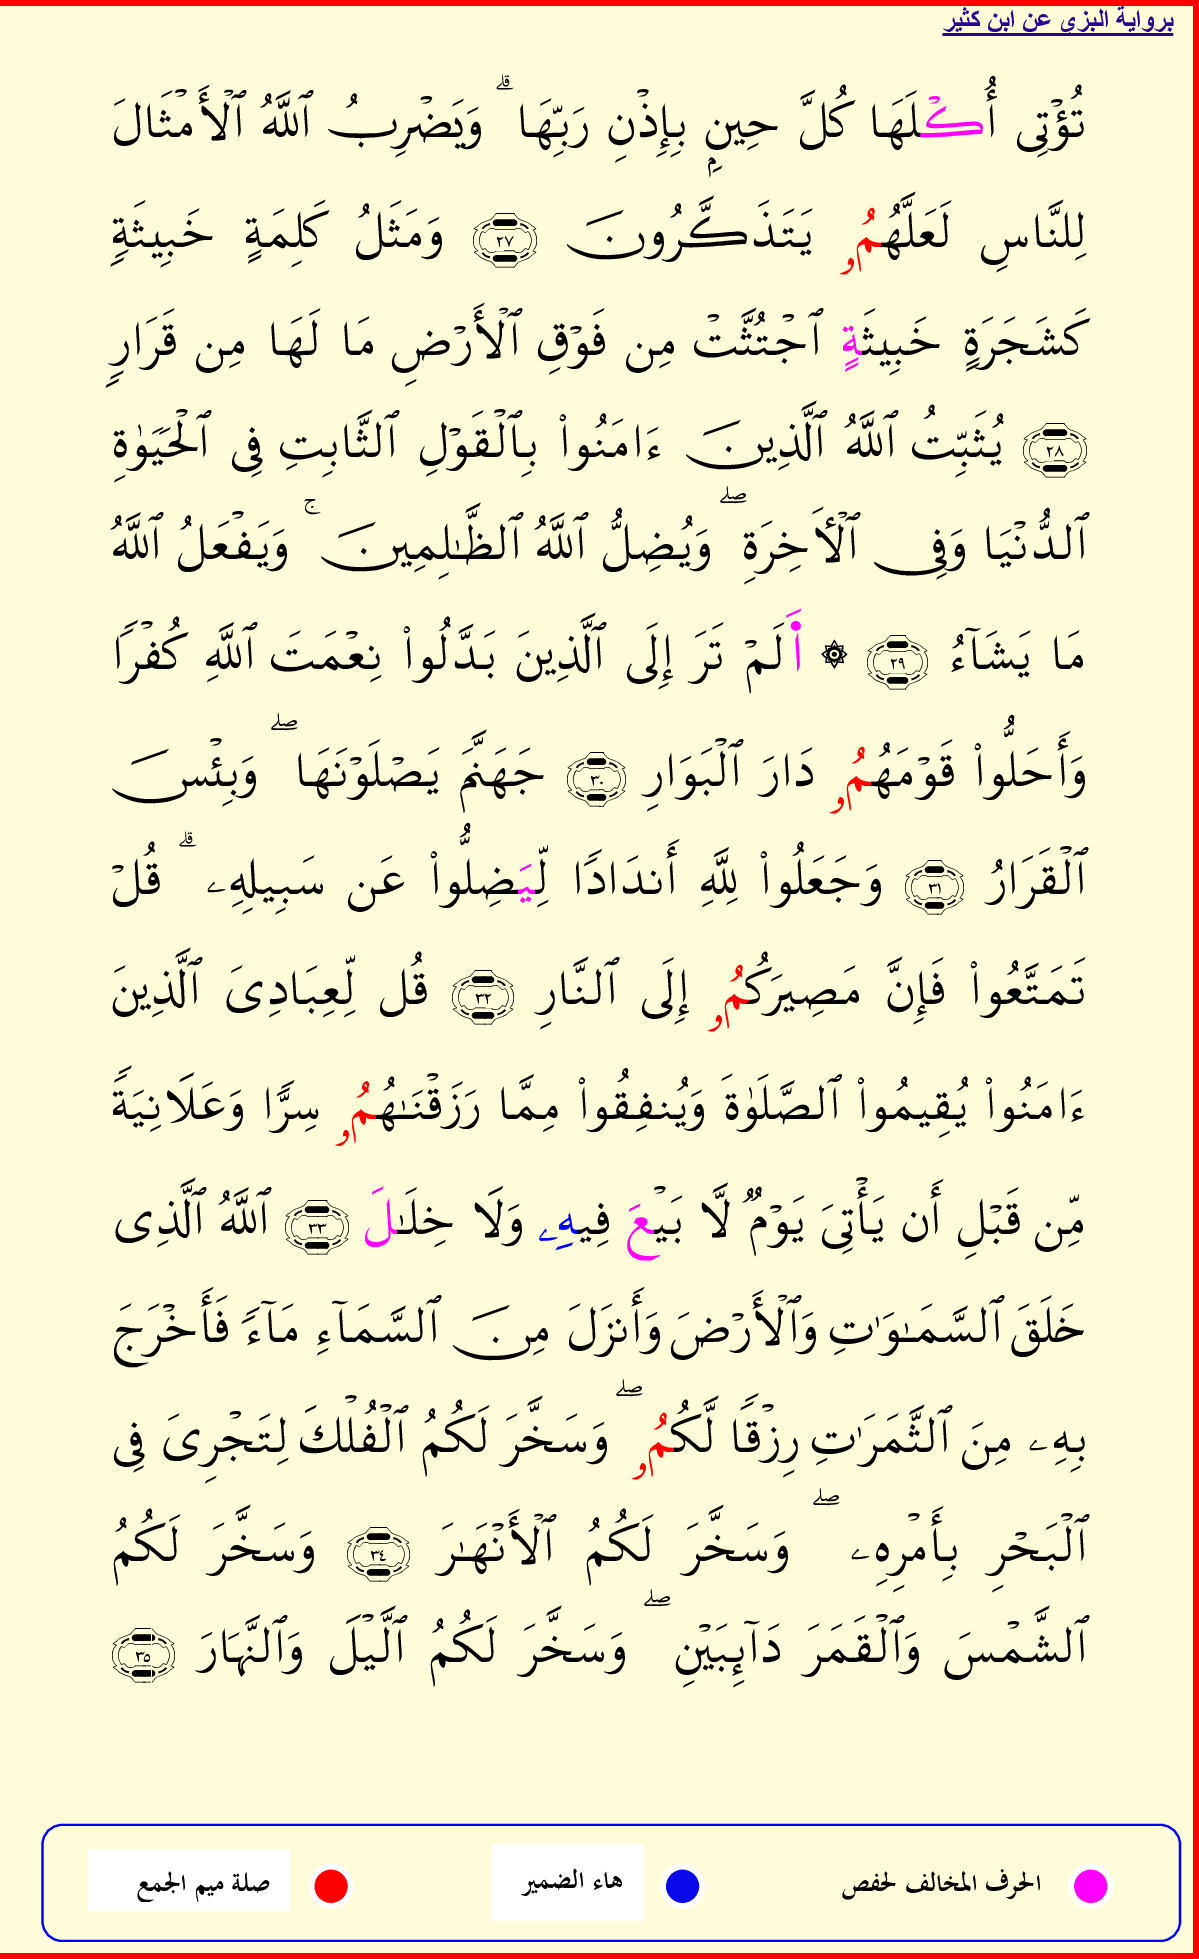 برواية البزى عن ابن كثير
تُؤْتِى أُكْلَهَا كُلَّ حِينِۭ بِإِذْنِ رَبِّهَا ۗ وَيَضْرِبُ ٱللَّهُ ٱلْأَمْثَالَ
لِلنَّاسِ لَعَلَّهُمُۥ يَتَذَكَّرُونَ ٢٧ وَمَثَلُ كَلِمَةٍ خَبِيثَةٍ
كَشَجَرَةٍ خَبِيثَةٍ ٱجْتُثَّتْ مِن فَوْقِ ٱلْأَرْضِ مَا لَهَا مِن قَرَارٍ
٢٨ يُثَبِّتُ ٱللَّهُ ٱلَّذِينَ ءَامَنُوا۟ بِٱلْقَوْلِ ٱلثَّابِتِ فِى ٱلْحَيَوٰةِ
ٱلدُّنْيَا وَفِى ٱلْأَخِرَةِ ۖ وَيُضِلُّ ٱللَّهُ ٱلظَّـٰلِمِينَ ۚ وَيَفْعَلُ ٱللَّهُ
مَا يَشَآءُ ٢٩ ۞ أَلَمْ تَرَ إِلَى ٱلَّذِينَ بَدَّلُوا۟ نِعْمَتَ ٱللَّهِ كُفْرًا
وَأَحَلُّوا۟ قَوْمَهُمُۥ دَارَ ٱلْبَوَارِ ٣٠ جَهَنَّمَ يَصْلَوْنَهَا ۖ وَبِئْسَ
ٱلْقَرَارُ ٣١ وَجَعَلُوا۟ لِلَّهِ أَندَادًا لِّيَضِلُّوا۟ عَن سَبِيلِهِۦ ۗ قُلْ
تَمَتَّعُوا۟ فَإِنَّ مَصِيرَكُمُۥ إِلَى ٱلنَّارِ ٣٢ قُل لِّعِبَادِىَ ٱلَّذِينَ
ءَامَنُوا۟ يُقِيمُوا۟ ٱلصَّلَوٰةَ وَيُنفِقُوا۟ مِمَّا رَزَقْنَـٰهُمُۥ سِرًّا وَعَلَانِيَةً
مِّن قَبْلِ أَن يَأْتِىَ يَوْمٌ لَّا بَيْعَ فِيهِۦ وَلَا خِلَـٰلَ ٣٣ ٱللَّهُ ٱلَّذِى
خَلَقَ ٱلسَّمَـٰوَٰتِ وَٱلْأَرْضَ وَأَنزَلَ مِنَ ٱلسَّمَآءِ مَآءً فَأَخْرَجَ
بِهِۦ مِنَ ٱلثَّمَرَٰتِ رِزْقًا لَّكُمُۥ ۖ وَسَخَّرَ لَكُمُ ٱلْفُلْكَ لِتَجْرِىَ فِى
ٱلْبَحْرِ بِأَمْرِهِۦ ۖ وَسَخَّرَ لَكُمُ ٱلْأَنْهَـٰرَ ٣٤ وَسَخَّرَ لَكُمُ
ٱلشَّمْسَ وَٱلْقَمَرَ دَآئِبَيْنِ ۖ وَسَخَّرَ لَكُمُ ٱلَّيْلَ وَٱلنَّهَارَ ٣٥
الحرف المخالف لحفص هاء الضمير صلة ميم الجمع